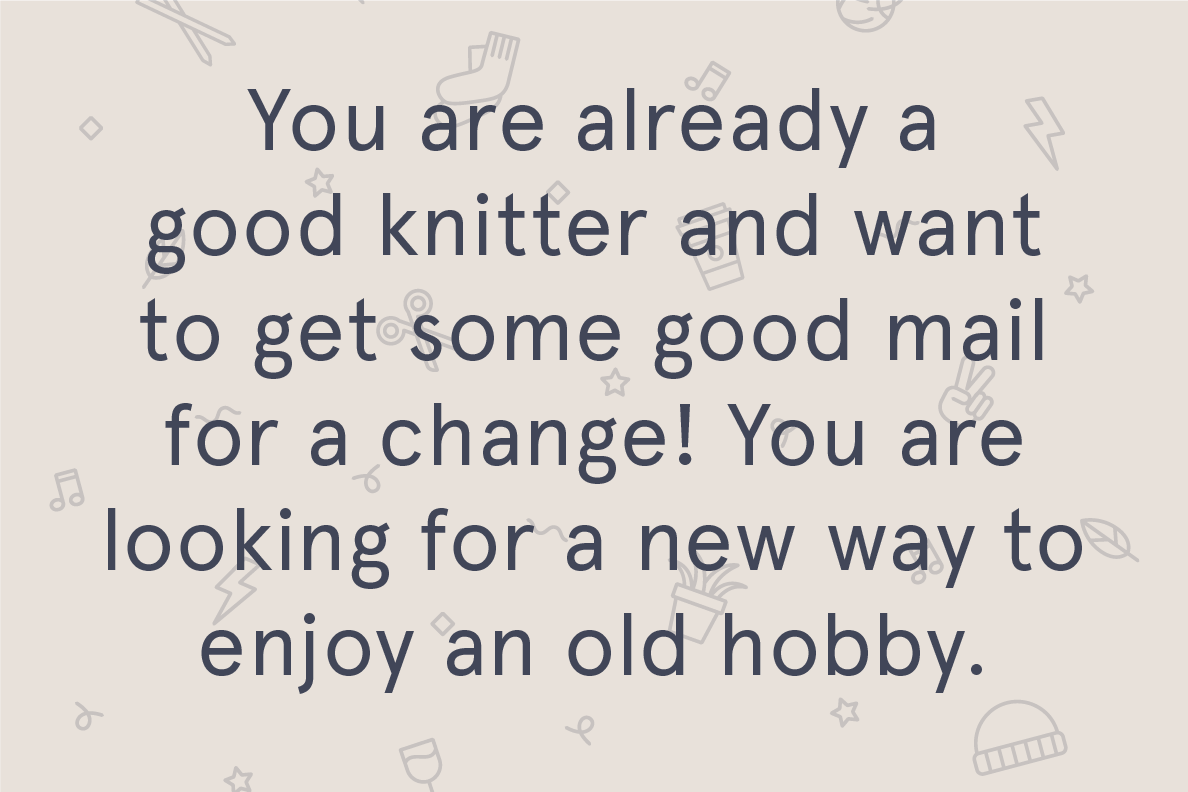 You are already a
good knitter and want
to get some good mail
for a change! You are
looking for a new way to
enjoy an old hobby.